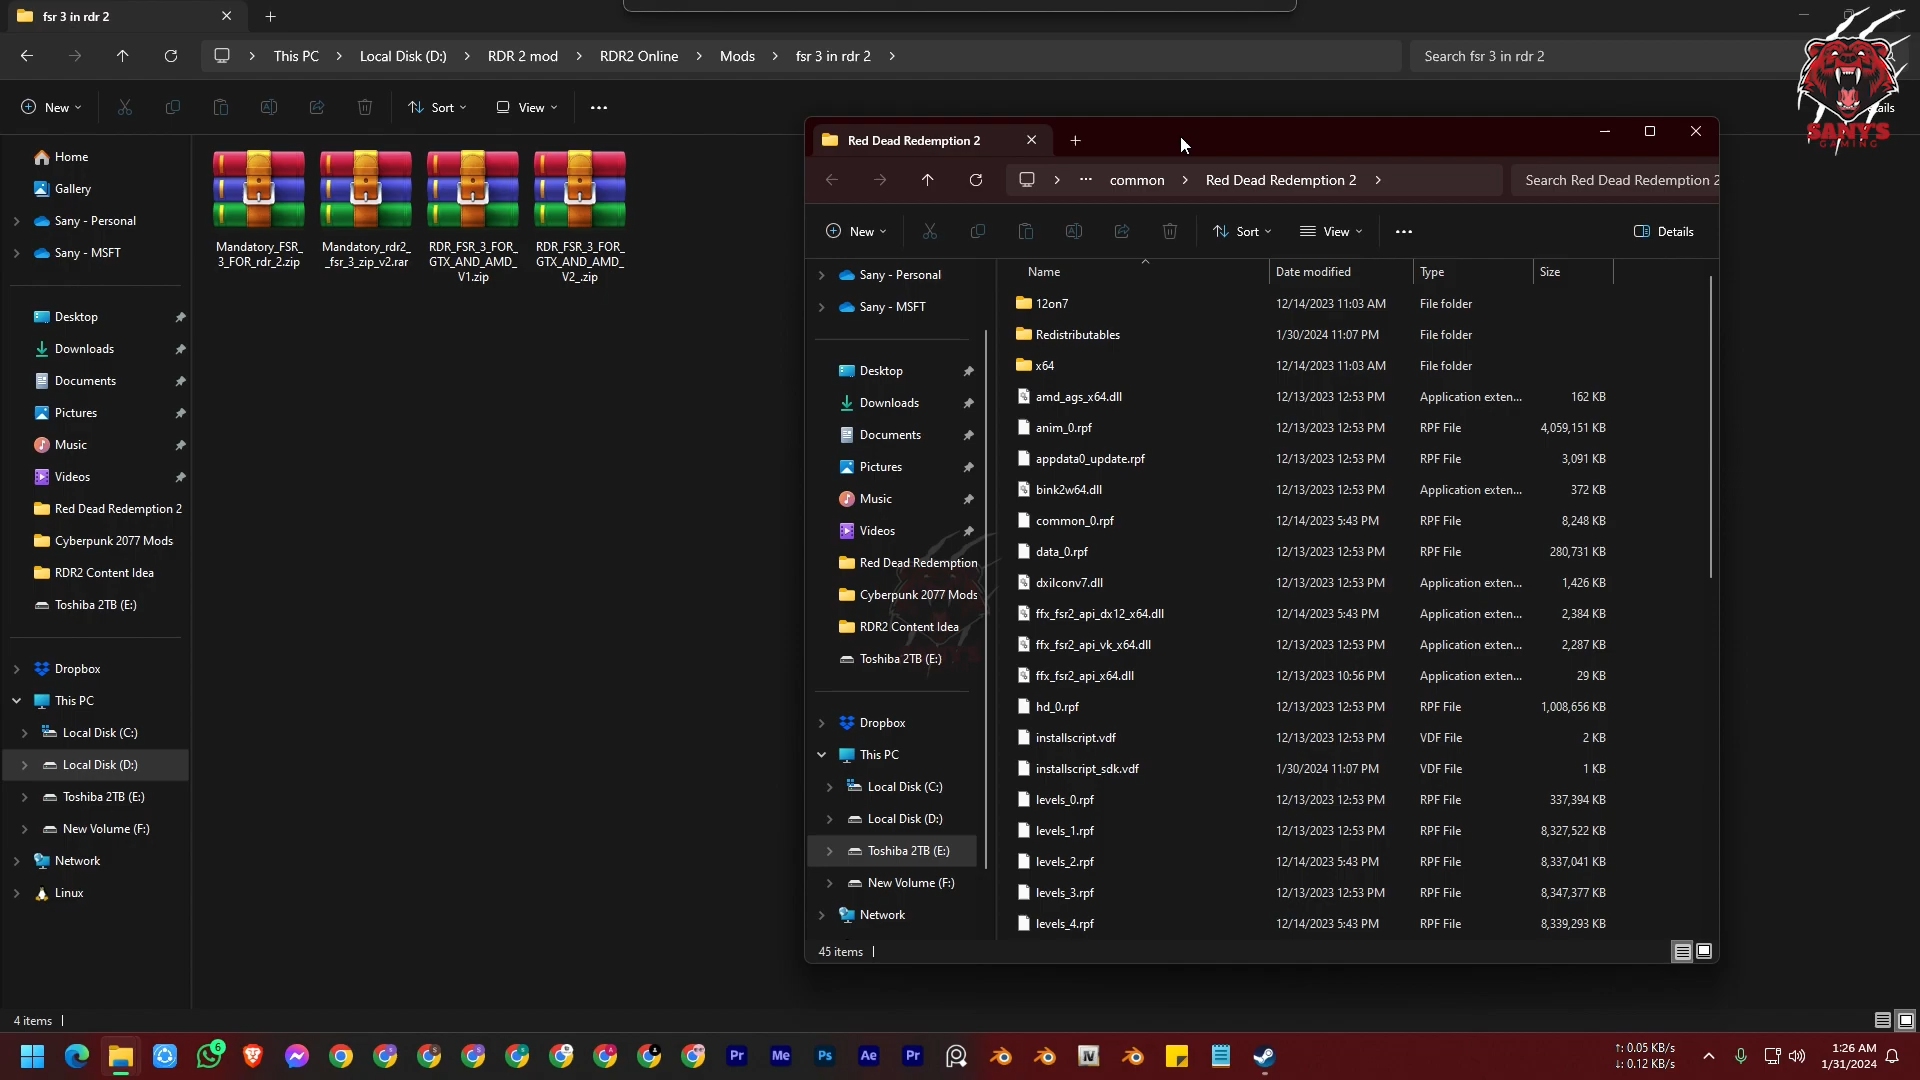 fsr 3 in rdr 2
This PC
Local Disk (D:)
RDR 2 mod
RDR2 Online
Mods
fsr 3 in rdr 2
Search fsr 3 in rdr 2
New
Sort
View
SANY'S
GAMING
Home
Gallery
Sany - Personal
Sany - MSFT
Desktop
Downloads
Documents
Pictures
Music
Videos
Red Dead Redemption 2
Cyberpunk 2077 Mods
RDR2 Content Idea
Toshiba 2TB (E:)
Dropbox
This PC
Local Disk (C:)
Local Disk (D:)
Toshiba 2TB (E:)
New Volume (F:)
Network
Linux
Mandatory_FSR_
3_FOR_rdr_2.zip
Mandatory_rdr2_
_fsr_3_zip_v2.rar
RDR_FSR_3_FOR_
GTX_AND_AMD_
V1.zip
RDR_FSR_3_FOR_
GTX_AND_AMD_
V2_.zip
Red Dead Redemption 2
common
Red Dead Redemption 2
Search Red Dead Redemption 2
New
Sort
View
Details
Sany - Personal
Sany - MSFT
Desktop
Downloads
Documents
Pictures
Music
Videos
Red Dead Redemption
Cyberpunk 2077 Mods
RDR2 Content Idea
Toshiba 2TB (E:)
Dropbox
This PC
Local Disk (C:)
Local Disk (D:)
Toshiba 2TB (E:)
New Volume (F:)
Network
Name Date modified Type Size
12on7 12/14/2023 11:03 AM File folder
Redistributables 1/30/2024 11:07 PM File folder
x64 12/14/2023 11:03 AM File folder
amd_ags_x64.dll 12/13/2023 12:53 PM Application exten... 162 KB
anim_0.rpf 12/13/2023 12:53 PM RPF File 4,059,151 KB
appdata0_update.rpf 12/13/2023 12:53 PM RPF File 3,091 KB
bink2w64.dll 12/13/2023 12:53 PM Application exten... 372 KB
common_0.rpf 12/14/2023 5:43 PM RPF File 8,248 KB
data_0.rpf 12/13/2023 12:53 PM RPF File 280,731 KB
dxilconv7.dll 12/13/2023 12:53 PM Application exten... 1,426 KB
ffx_fsr2_api_dx12_x64.dll 12/14/2023 5:43 PM Application exten... 2,384 KB
ffx_fsr2_api_vk_x64.dll 12/13/2023 12:53 PM Application exten... 2,287 KB
ffx_fsr2_api_x64.dll 12/13/2023 10:56 PM Application exten... 29 KB
hd_0.rpf 12/13/2023 12:53 PM RPF File 1,008,656 KB
installscript.vdf 12/13/2023 12:53 PM VDF File 2 KB
installscript_sdk.vdf 1/30/2024 11:07 PM VDF File 1 KB
levels_0.rpf 12/13/2023 12:53 PM RPF File 337,394 KB
levels_1.rpf 12/13/2023 12:53 PM RPF File 8,327,522 KB
levels_2.rpf 12/14/2023 5:43 PM RPF File 8,337,041 KB
levels_3.rpf 12/13/2023 12:53 PM RPF File 8,347,377 KB
levels_4.rpf 12/14/2023 5:43 PM RPF File 8,339,293 KB
45 items
4 items
6
Pr
Me
Ps
Ae
Pr
↑: 0.05 KB/s
↓: 0.12 KB/s
1:26 AM
1/31/2024